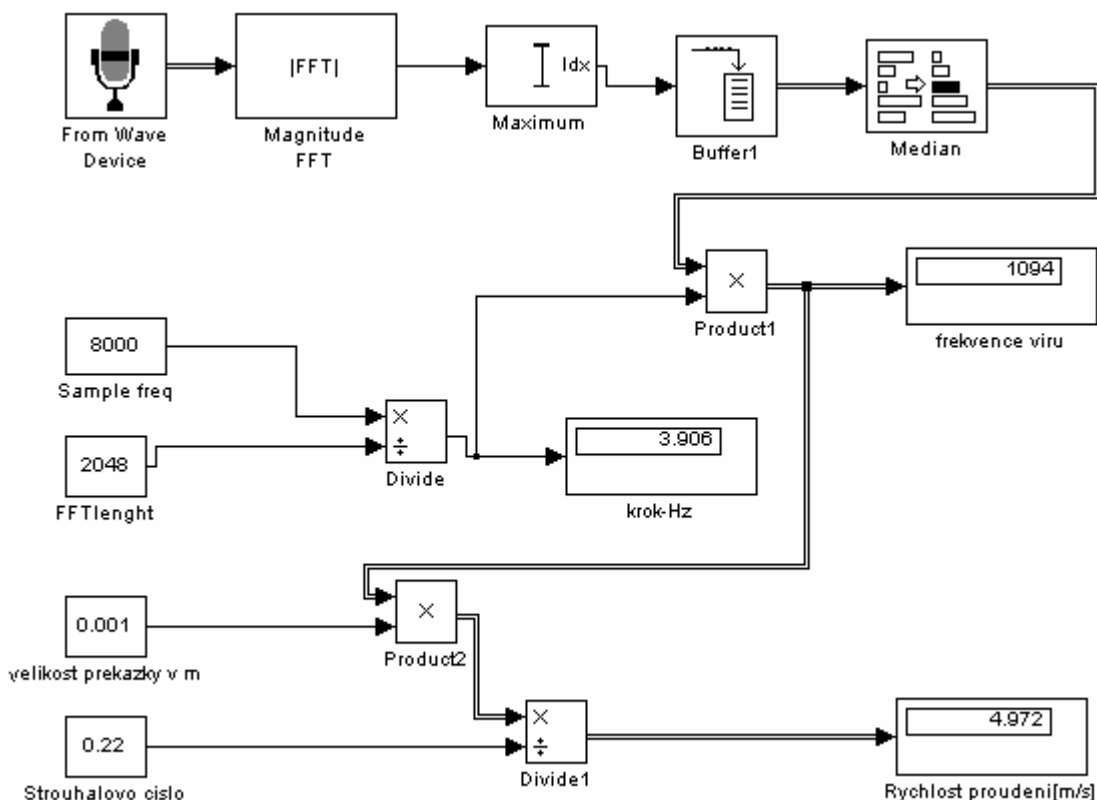 |FFT|
Idx
From Wave
Device
Magnitude
FFT
Maximum
Buffer1
Median
×
Product1
1094
frekvence viru
8000
Sample freq
×
÷
Divide
3.906
krok-Hz
2048
FFTlenght
0.001
velikost prekazky v m
×
Product2
0.22
Strouhalovo cislo
×
÷
Divide1
4.972
Rychlost proudeni[m/s]